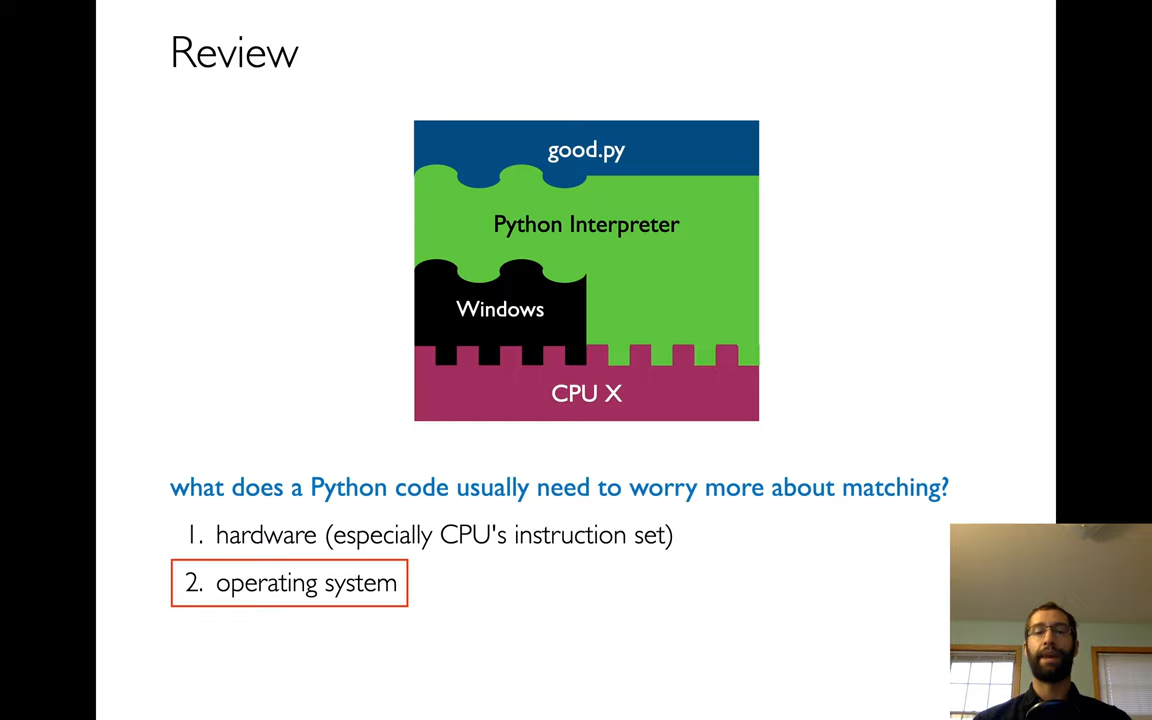 Review
good.py
Python Interpreter
Windows
CPU X
what does a Python code usually need to worry more about matching?
1. hardware (especially CPU's instruction set)
2. operating system